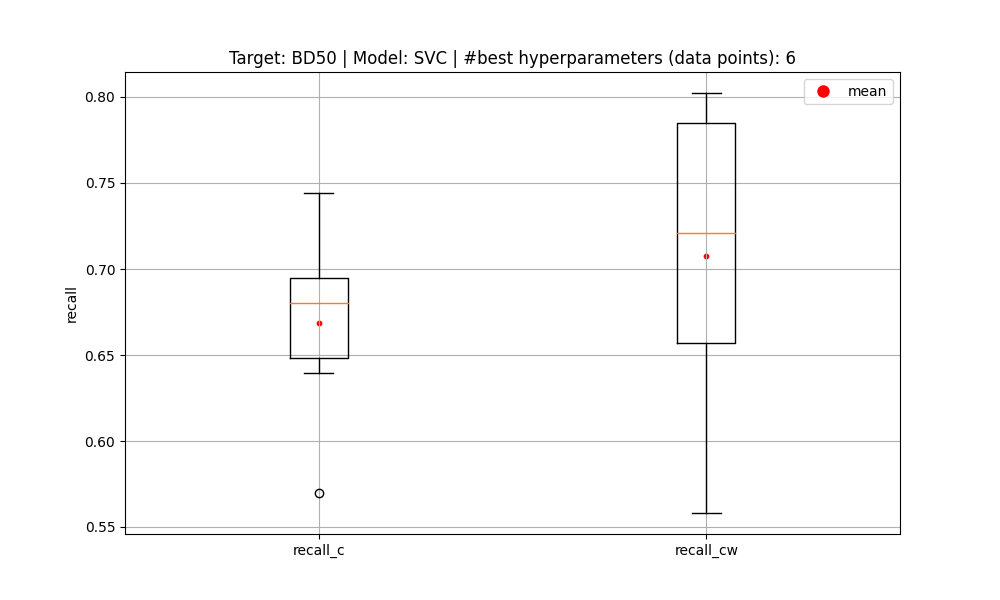 Target: BD50 | Model: SVC | #best hyperparameters (data points): 6
mean
0.80
0.75
0.70
0.65
0.60
0.55
recall
recall_c
recall_cw